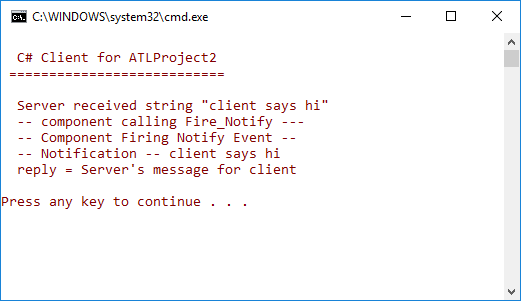 C:\WINDOWS\system32\cmd.exe
C:\.
C# Client for ATLProject2
===========================
Server received string "client says hi"
-- component calling Fire_Notify ---
-- Component Firing Notify Event --
-- Notification -- client says hi
reply = Server's message for client
Press any key to continue . . .